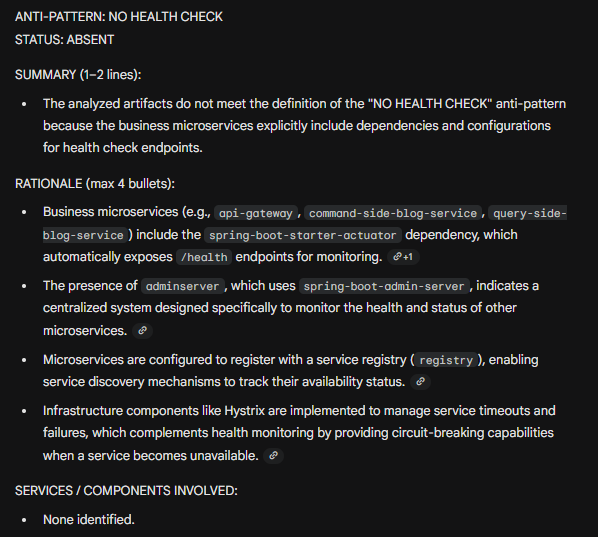 ANTI-PATTERN: NO HEALTH CHECK
STATUS: ABSENT
SUMMARY (1–2 lines):
• The analyzed artifacts do not meet the definition of the "NO HEALTH CHECK" anti-pattern
because the business microservices explicitly include dependencies and configurations
for health check endpoints.
RATIONALE (max 4 bullets):
• Business microservices (e.g., api-gateway, command-side-blog-service, query-side-
blog-service) include the spring-boot-starter-actuator dependency, which
automatically exposes /health endpoints for monitoring. +1
• The presence of adminserver, which uses spring-boot-admin-server, indicates a
centralized system designed specifically to monitor the health and status of other
microservices.
• Microservices are configured to register with a service registry (registry), enabling
service discovery mechanisms to track their availability status.
• Infrastructure components like Hystrix are implemented to manage service timeouts and
failures, which complements health monitoring by providing circuit-breaking capabilities
when a service becomes unavailable.
SERVICES / COMPONENTS INVOLVED:
• None identified.